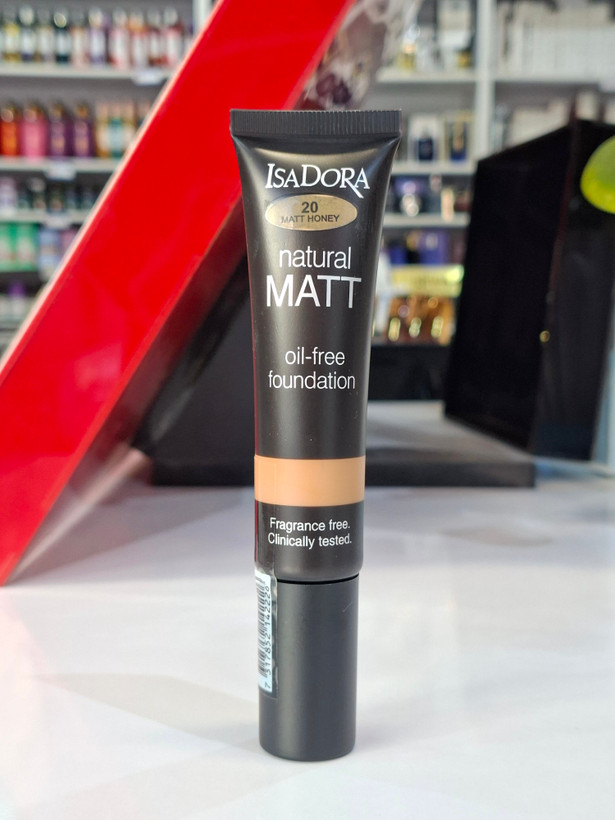 IsaDora
20
MATT HONEY
natural
MATT
oil-free
foundation
Fragrance free.
Clinically tested.